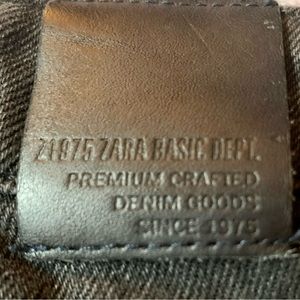 Z1975 ZARA BASIC DEPT.
PREMIUM CRAFTED
DENIM GOODS
SINCE 1975